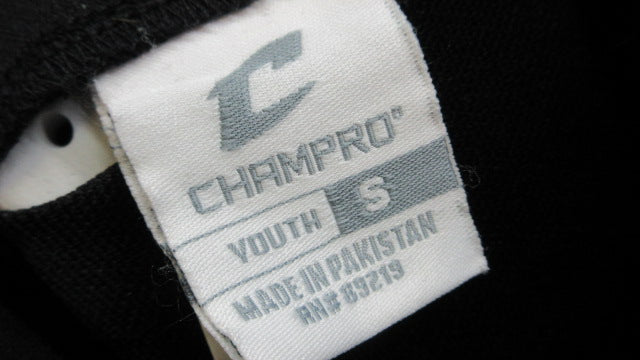 C
CHAMPRO®
YOUTH S
MADE IN PAKISTAN
RN# 89219